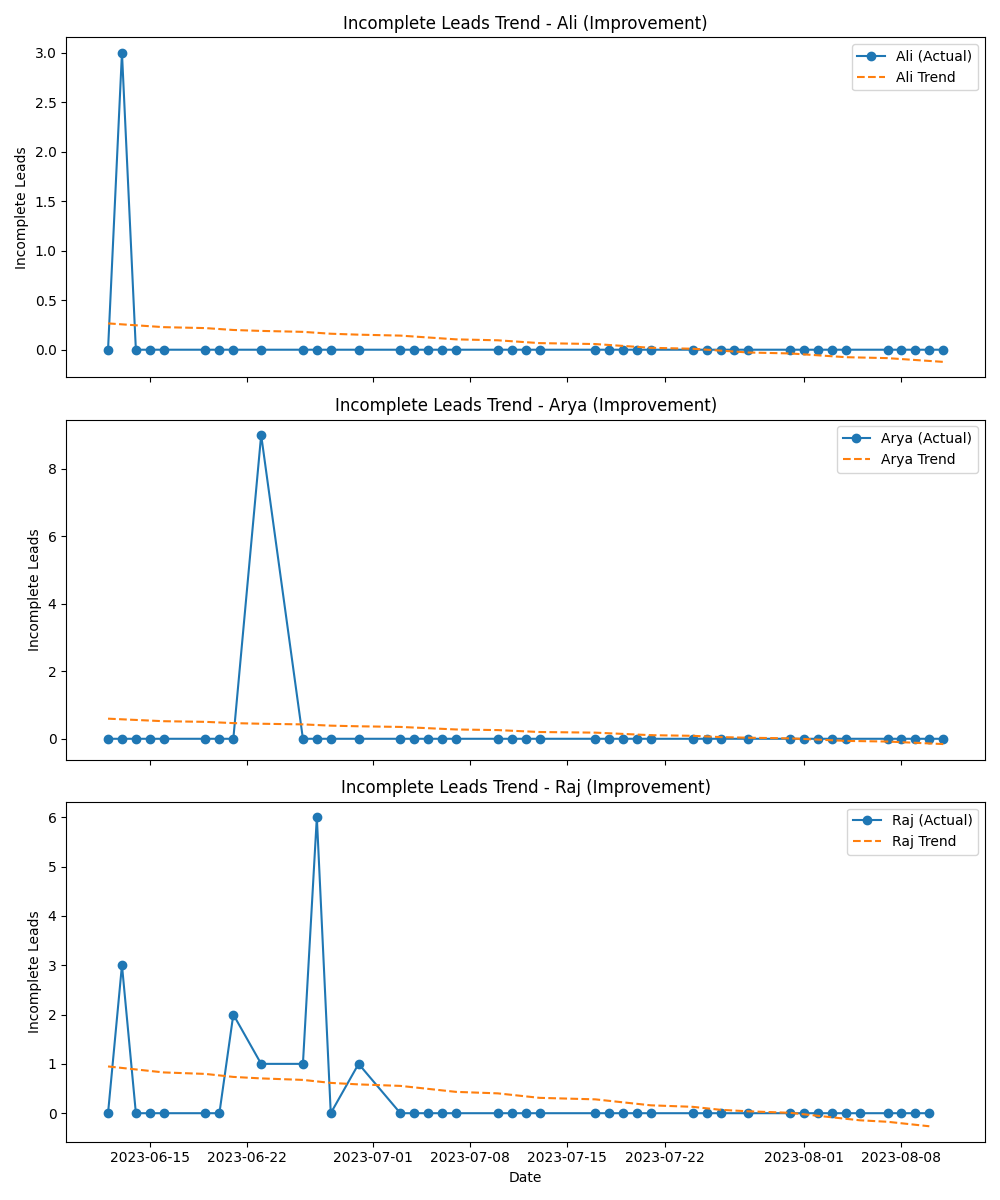 Incomplete Leads Trend - Ali (Improvement)
Incomplete Leads
3.0
2.5
2.0
1.5
1.0
0.5
0.0
Ali (Actual)
Ali Trend
Incomplete Leads Trend - Arya (Improvement)
Incomplete Leads
8
6
4
2
0
Arya (Actual)
Arya Trend
Incomplete Leads Trend - Raj (Improvement)
Incomplete Leads
6
5
4
3
2
1
0
Raj (Actual)
Raj Trend
2023-06-15 2023-06-22 2023-07-01 2023-07-08 2023-07-15 2023-07-22 2023-08-01 2023-08-08
Date